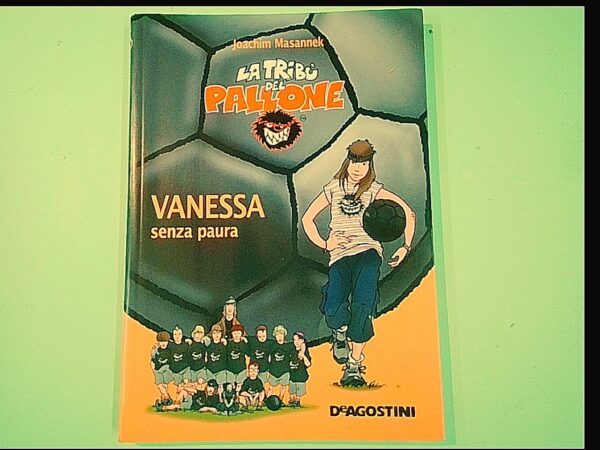 Joachim Masannek
LA TRIBÙ
DEL
PALLONE
VANESSA
senza paura
DEAGOSTINI